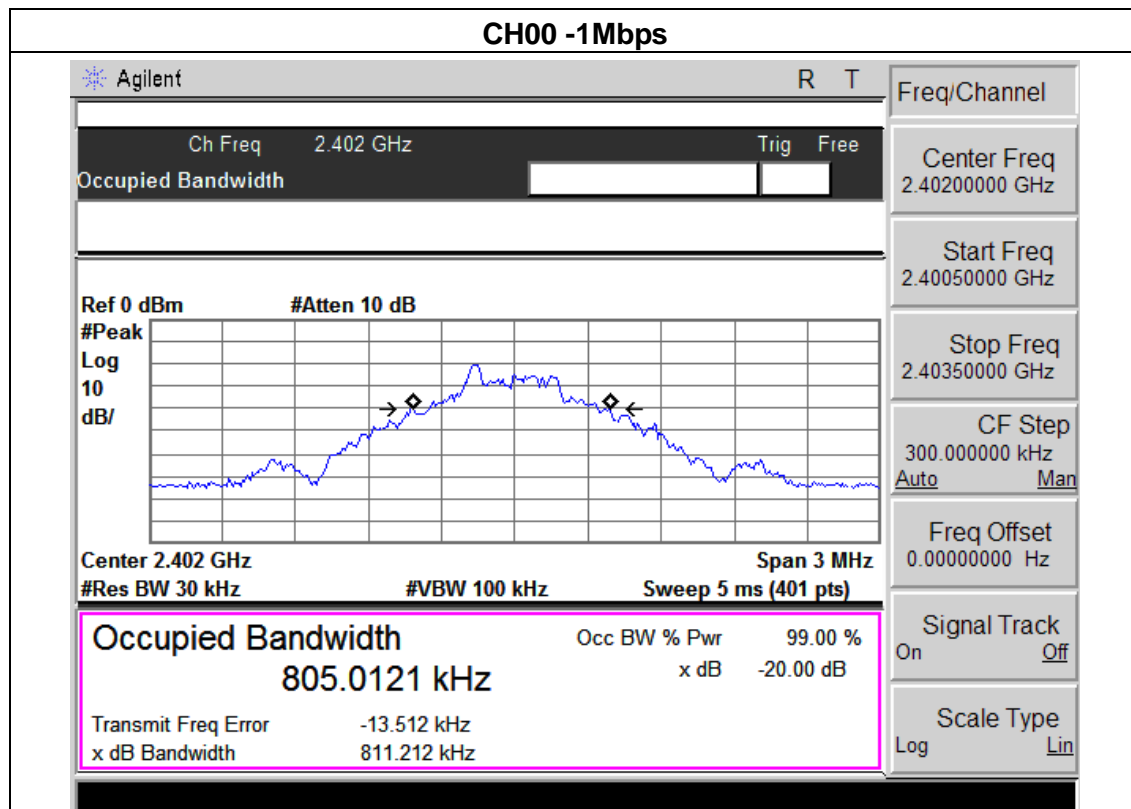 CH00 -1Mbps
Agilent R T
Ch Freq 2.402 GHz Trig Free
Occupied Bandwidth
Ref 0 dBm #Atten 10 dB
#Peak
Log
10
dB/
Center 2.402 GHz Span 3 MHz
#Res BW 30 kHz #VBW 100 kHz Sweep 5 ms (401 pts)
Occupied Bandwidth Occ BW % Pwr 99.00 %
805.0121 kHz x dB -20.00 dB
Transmit Freq Error -13.512 kHz
x dB Bandwidth 811.212 kHz
Freq/Channel
Center Freq
2.40200000 GHz
Start Freq
2.40050000 GHz
Stop Freq
2.40350000 GHz
CF Step
300.000000 kHz
Auto Man
Freq Offset
0.00000000 Hz
Signal Track
On Off
Scale Type
Log Lin